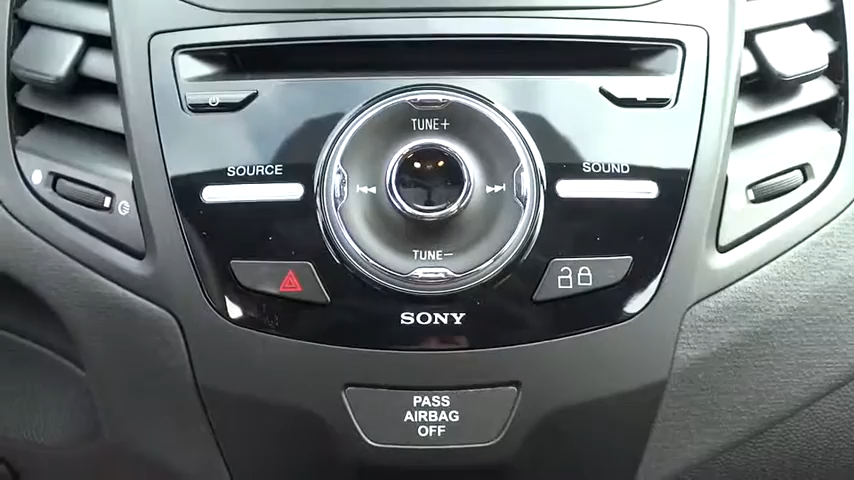 TUNE+
SOURCE
SOUND
TUNE−
SONY
PASS
AIRBAG
OFF